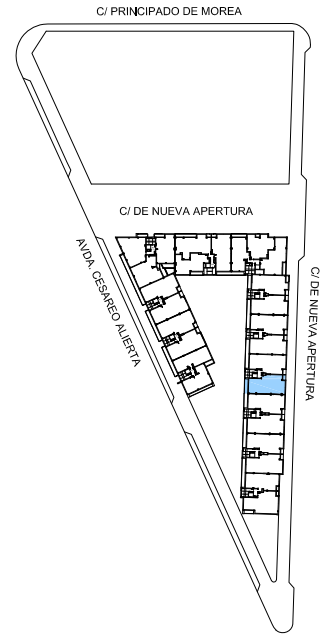 C/ PRINCIPADO DE MOREA
C/ DE NUEVA APERTURA
AVDA. CESAREO ALIERTA
C/ DE NUEVA APERTURA